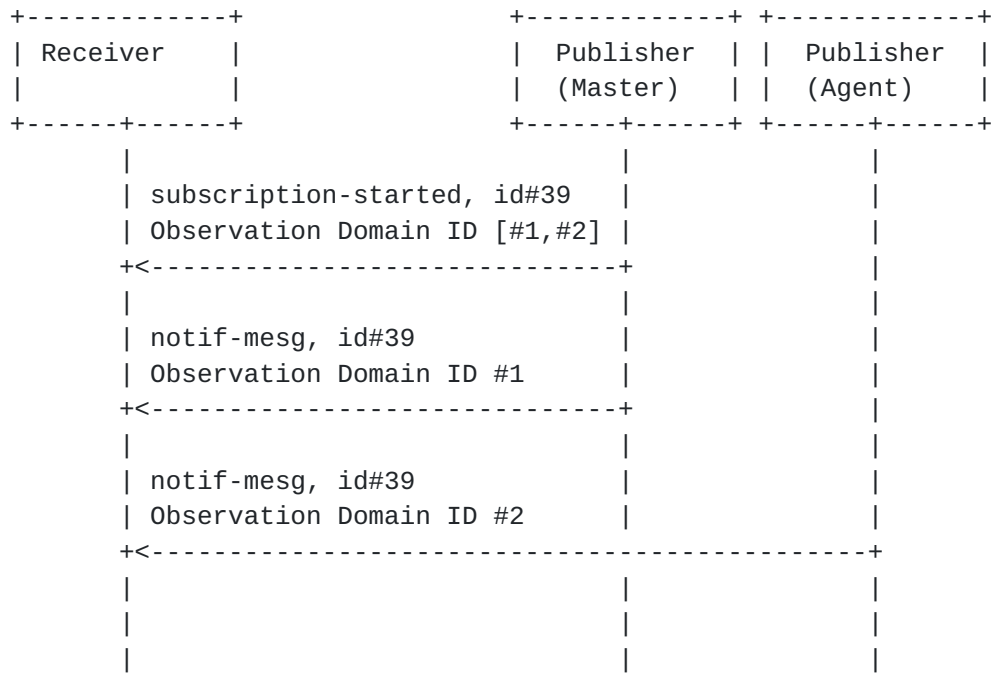 Receiver Publisher Publisher
(Master) (Agent)
subscription-started, id#39
Observation Domain ID [#1,#2]
notif-mesg, id#39
Observation Domain ID #1
notif-mesg, id#39
Observation Domain ID #2